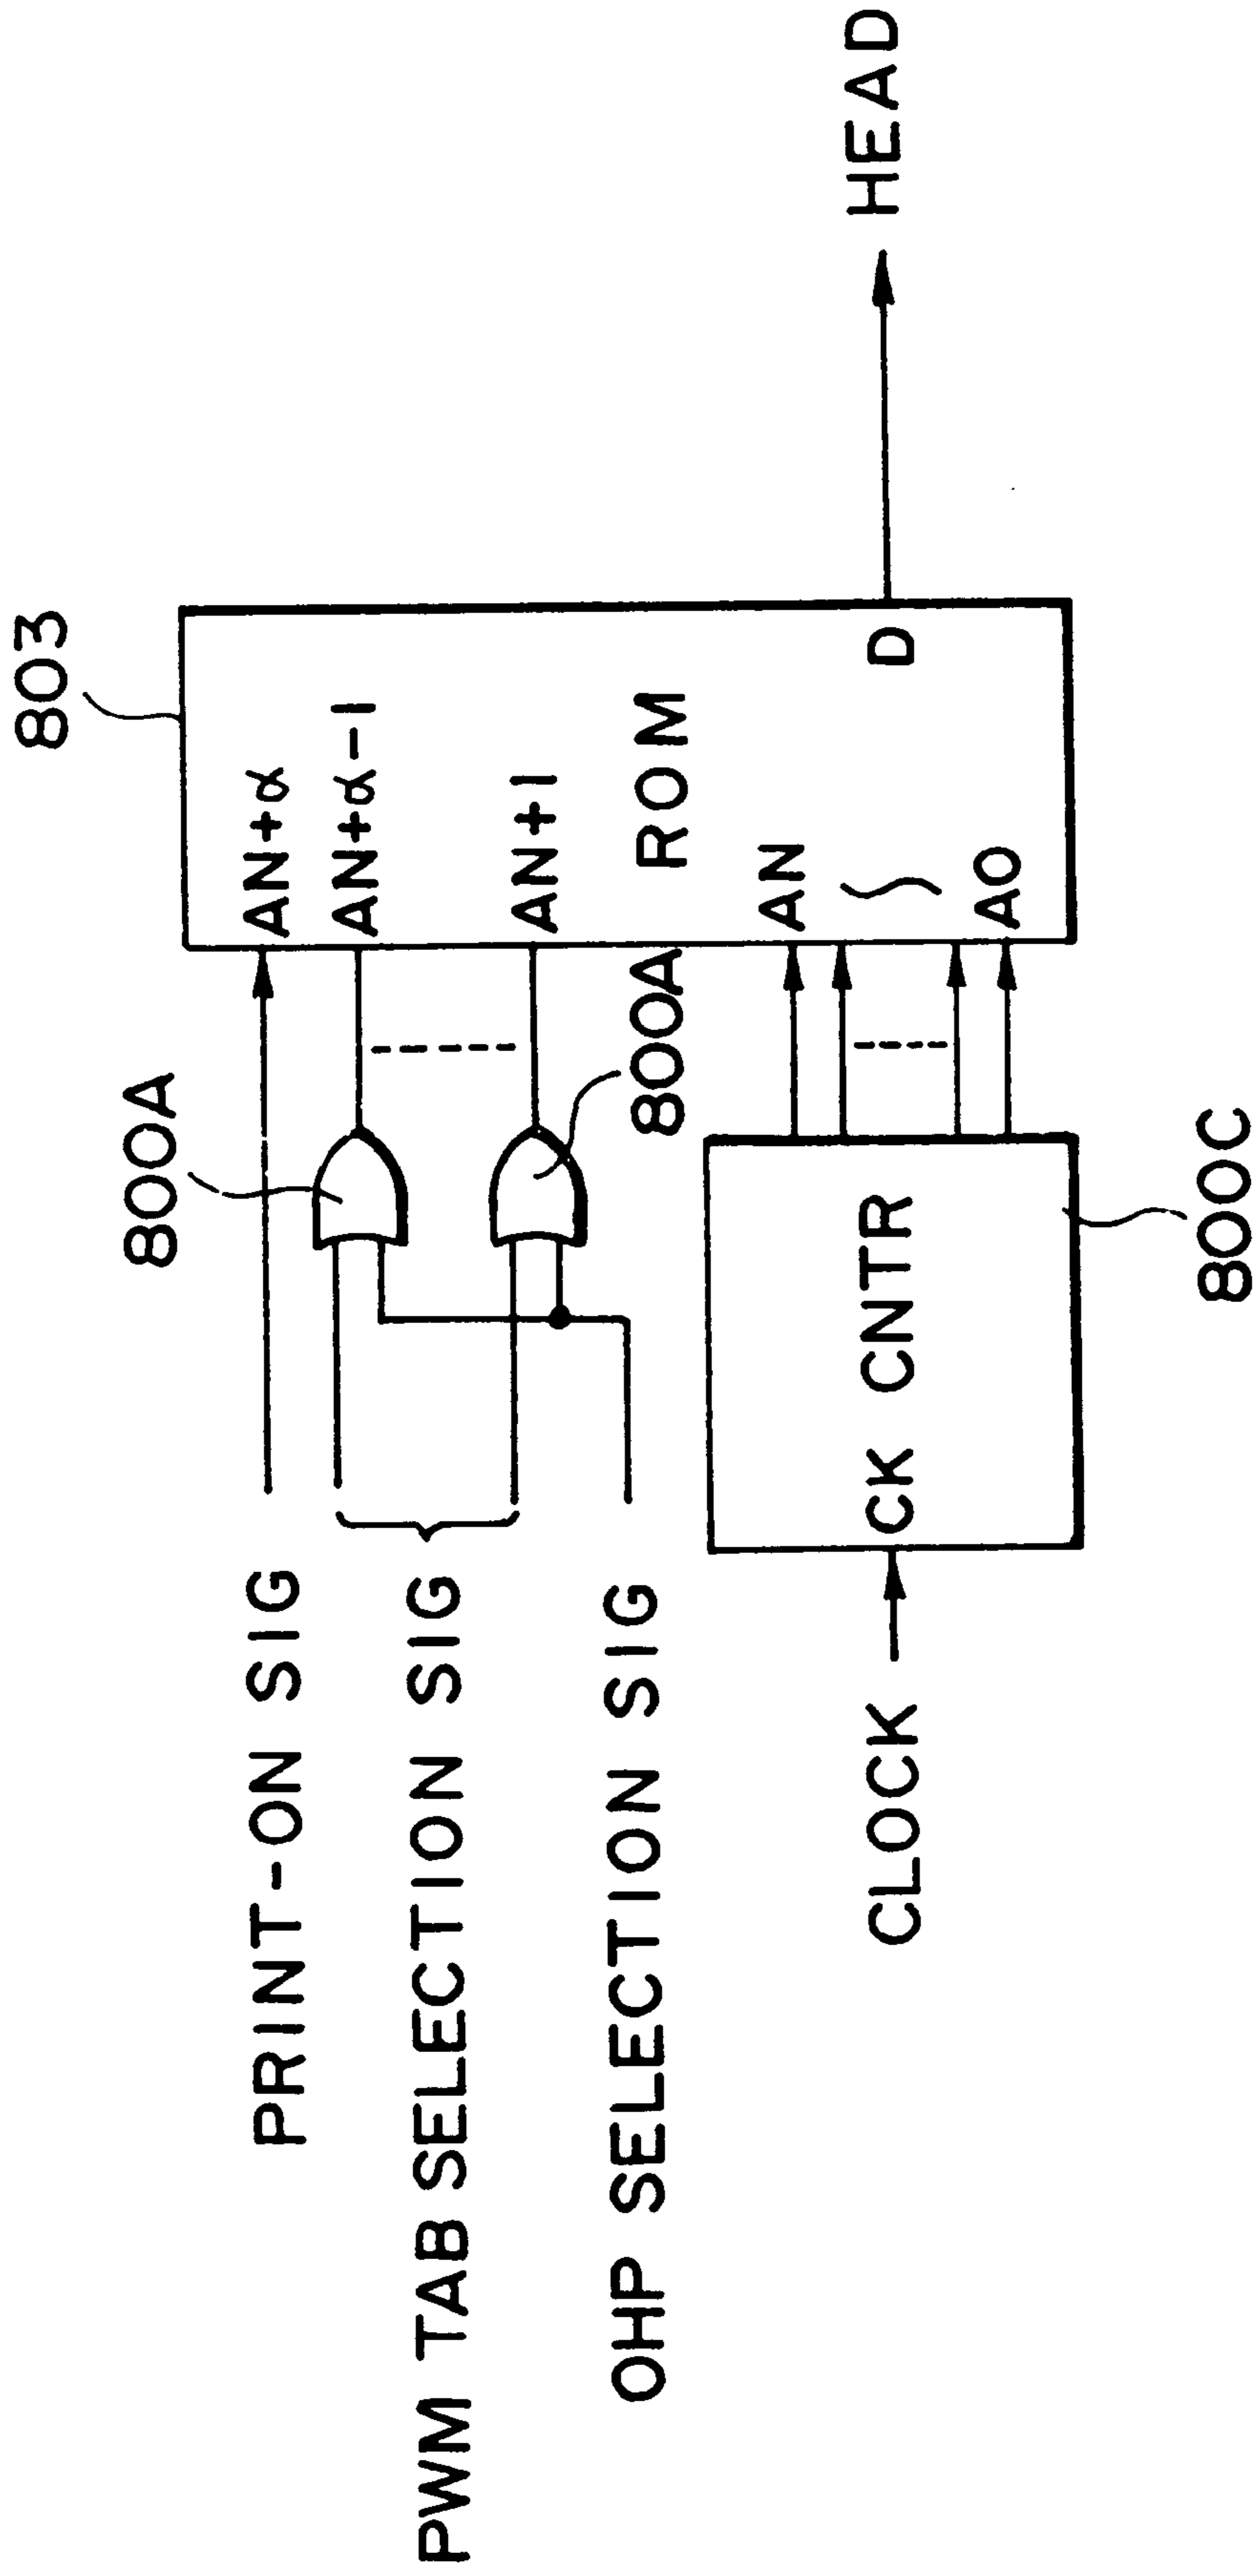 803
PRINT-ON SIG
800A
AN+α
AN+α-1
PWM TAB SELECTION SIG
AN+1
OHP SELECTION SIG
800A
ROM
AN
AO
CLOCK
CK CNTR
D
HEAD
800C